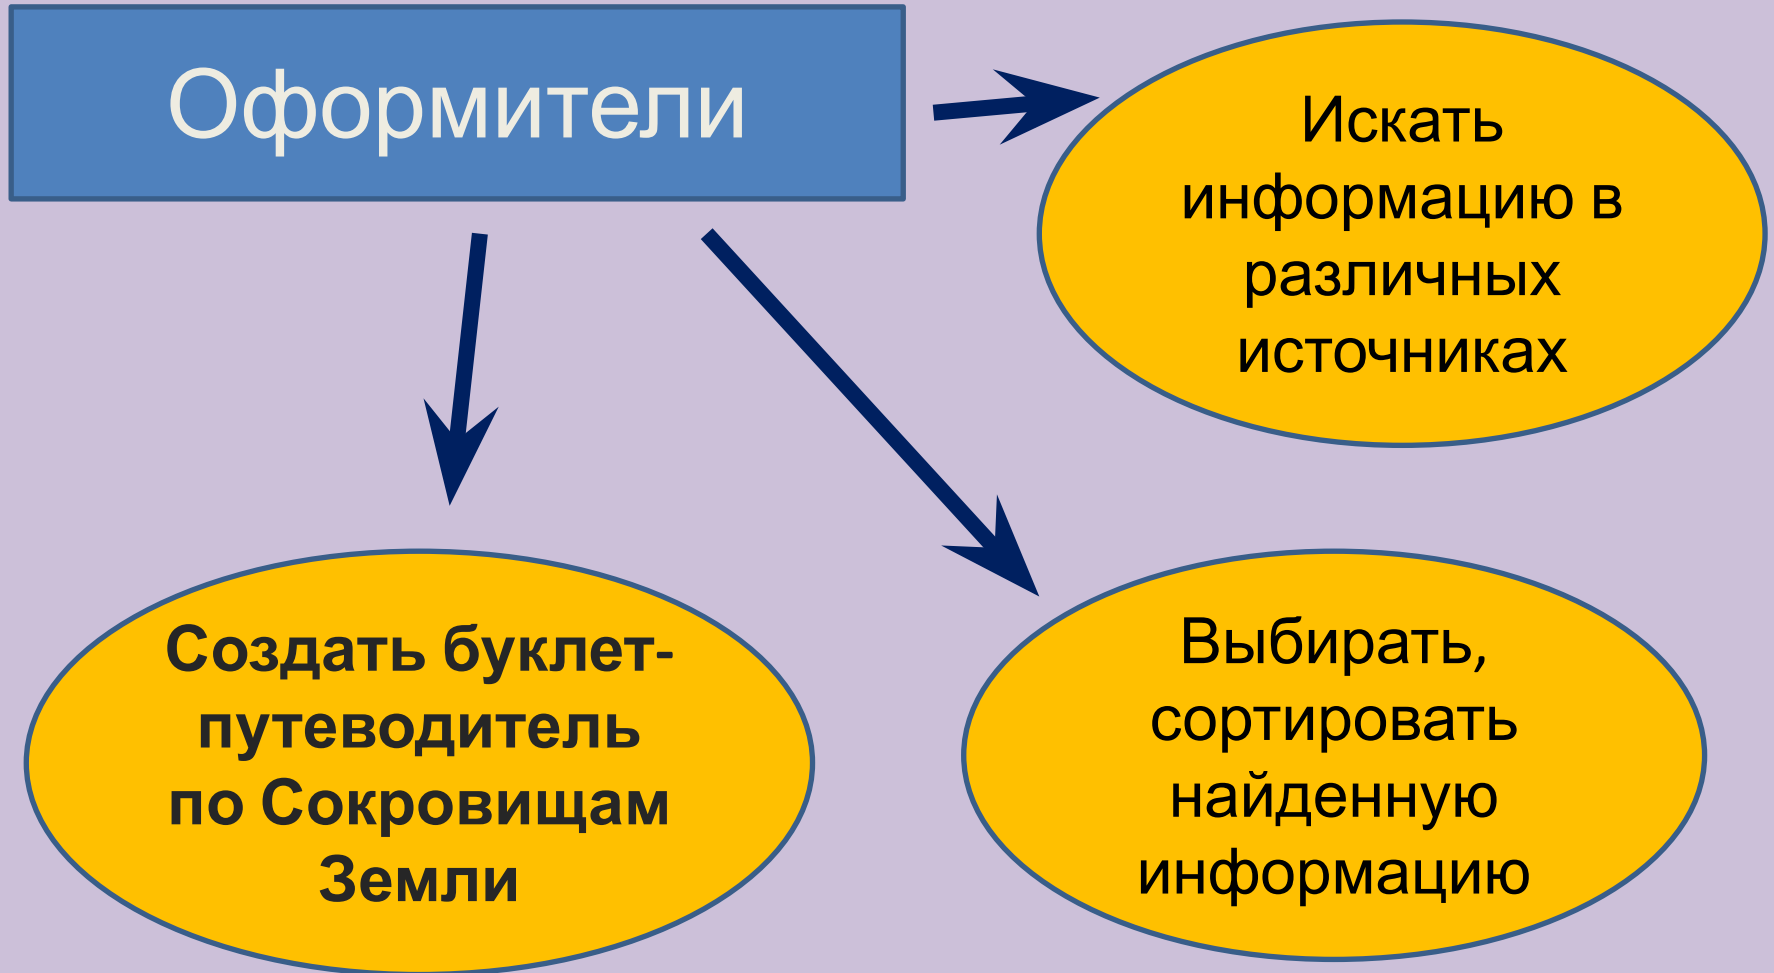 Оформители
Искать
информацию в
различных
источниках
Создать буклет-
путеводитель
по Сокровищам
Земли
Выбирать,
сортировать
найденную
информацию